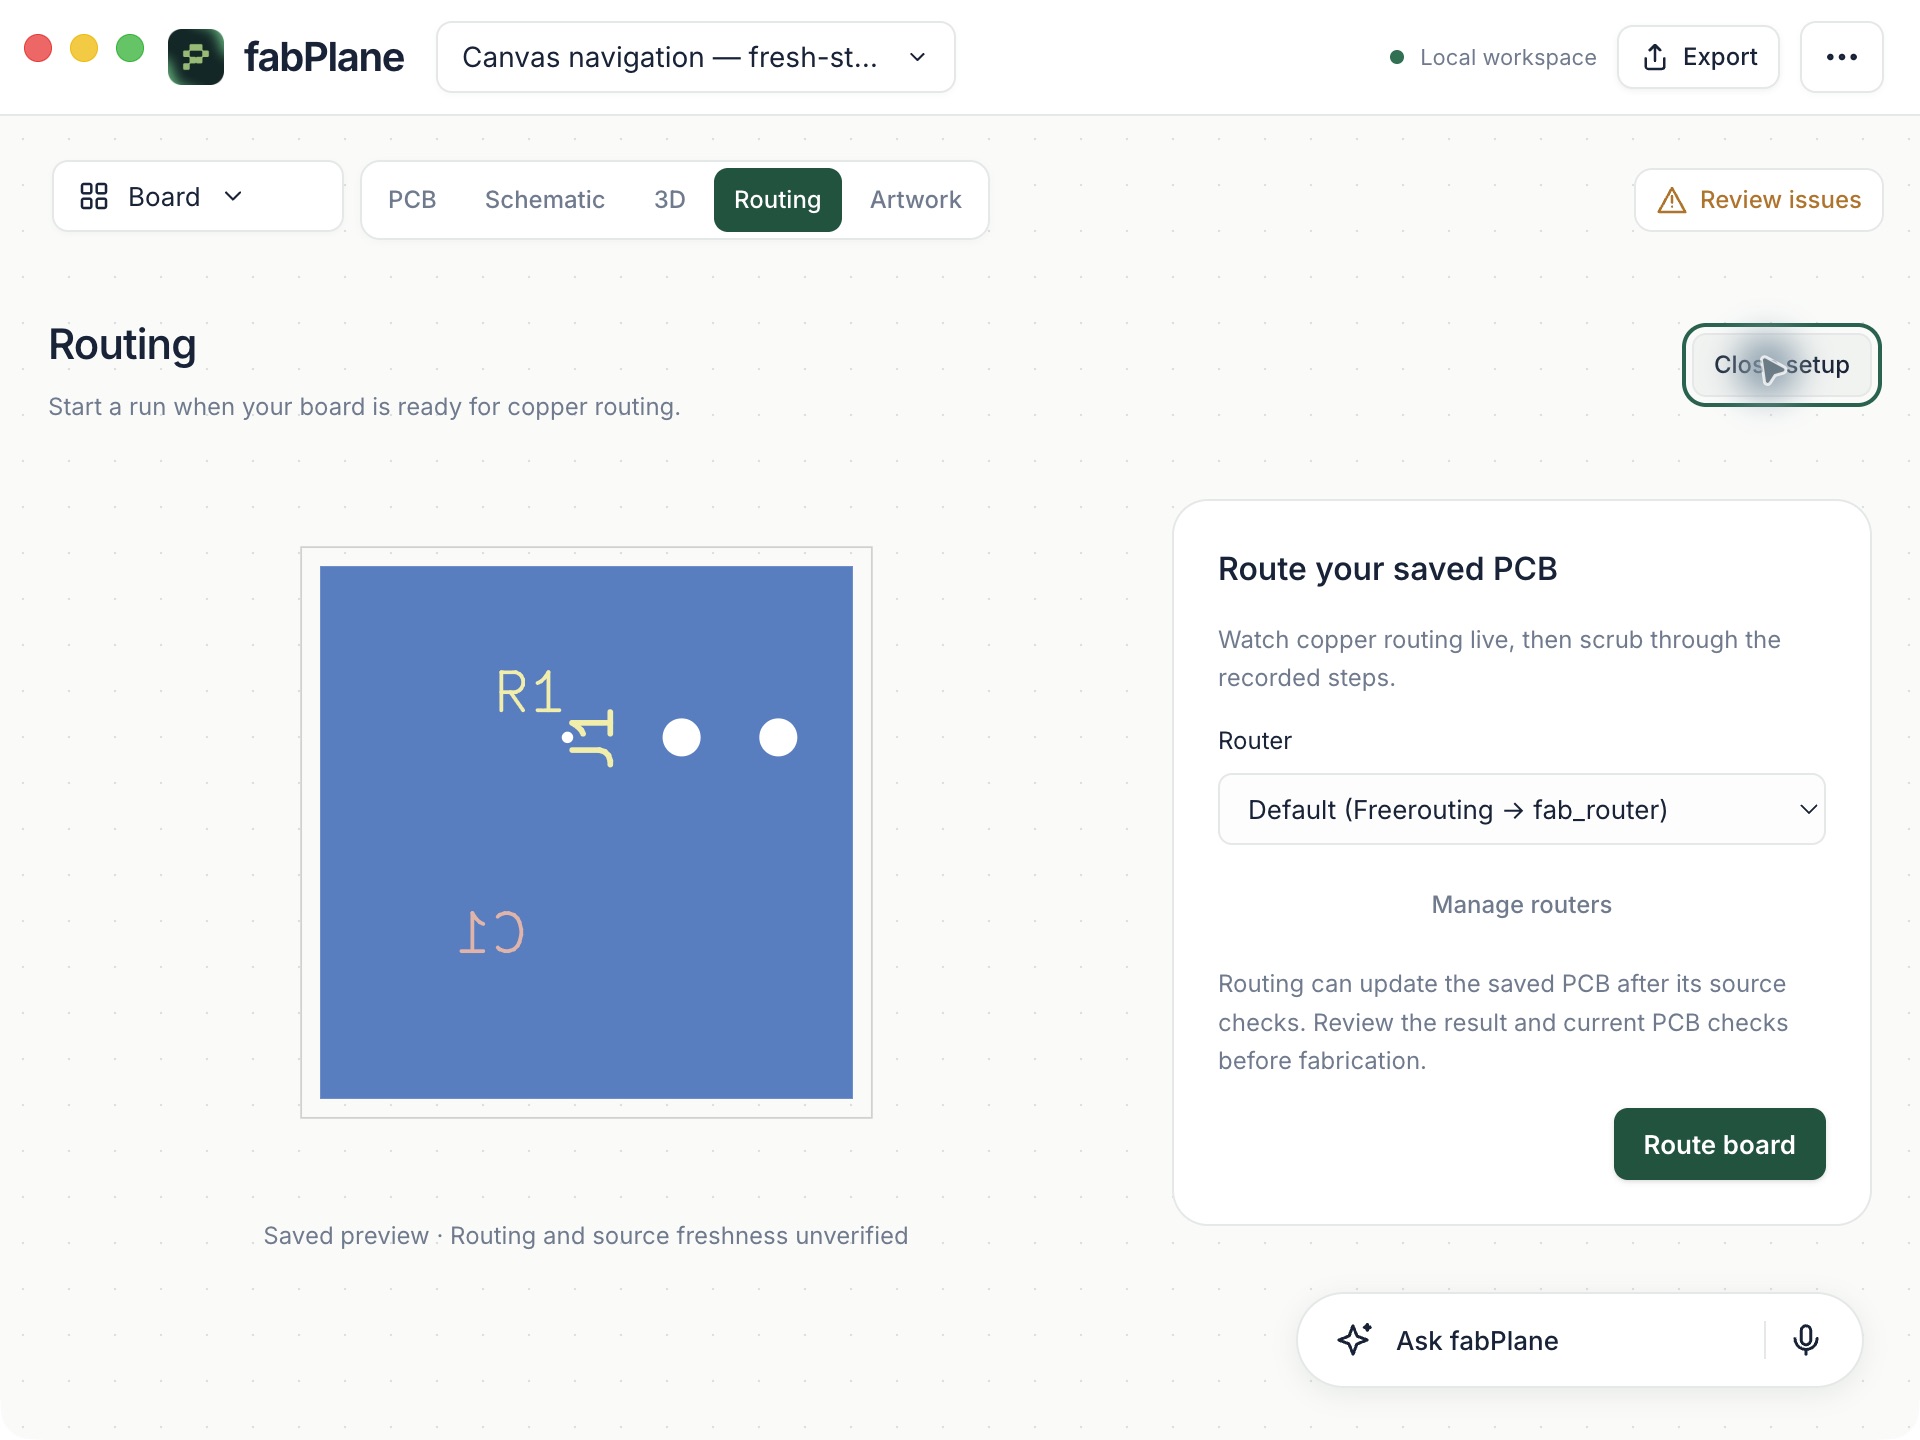 fabPlane
Canvas navigation — fresh-st...
Local workspace
Export
Board
PCB
Schematic
3D
Routing
Artwork
Review issues
Routing
Close setup
Start a run when your board is ready for copper routing.
R1
J1
C1
Saved preview · Routing and source freshness unverified
Route your saved PCB
Watch copper routing live, then scrub through the
recorded steps.
Router
Default (Freerouting → fab_router)
Manage routers
Routing can update the saved PCB after its source
checks. Review the result and current PCB checks
before fabrication.
Route board
Ask fabPlane